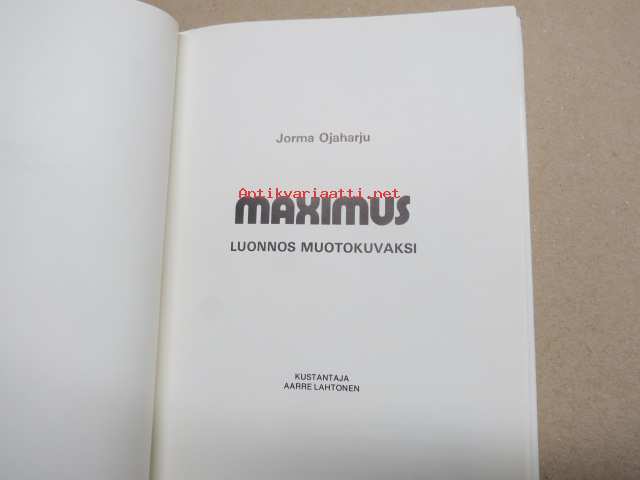 Jorma Ojaharju
Antikvariaatti.net
MAXIMUS
LUONNOS MUOTOKUVAKSI
KUSTANTAJA
AARRE LAHTONEN